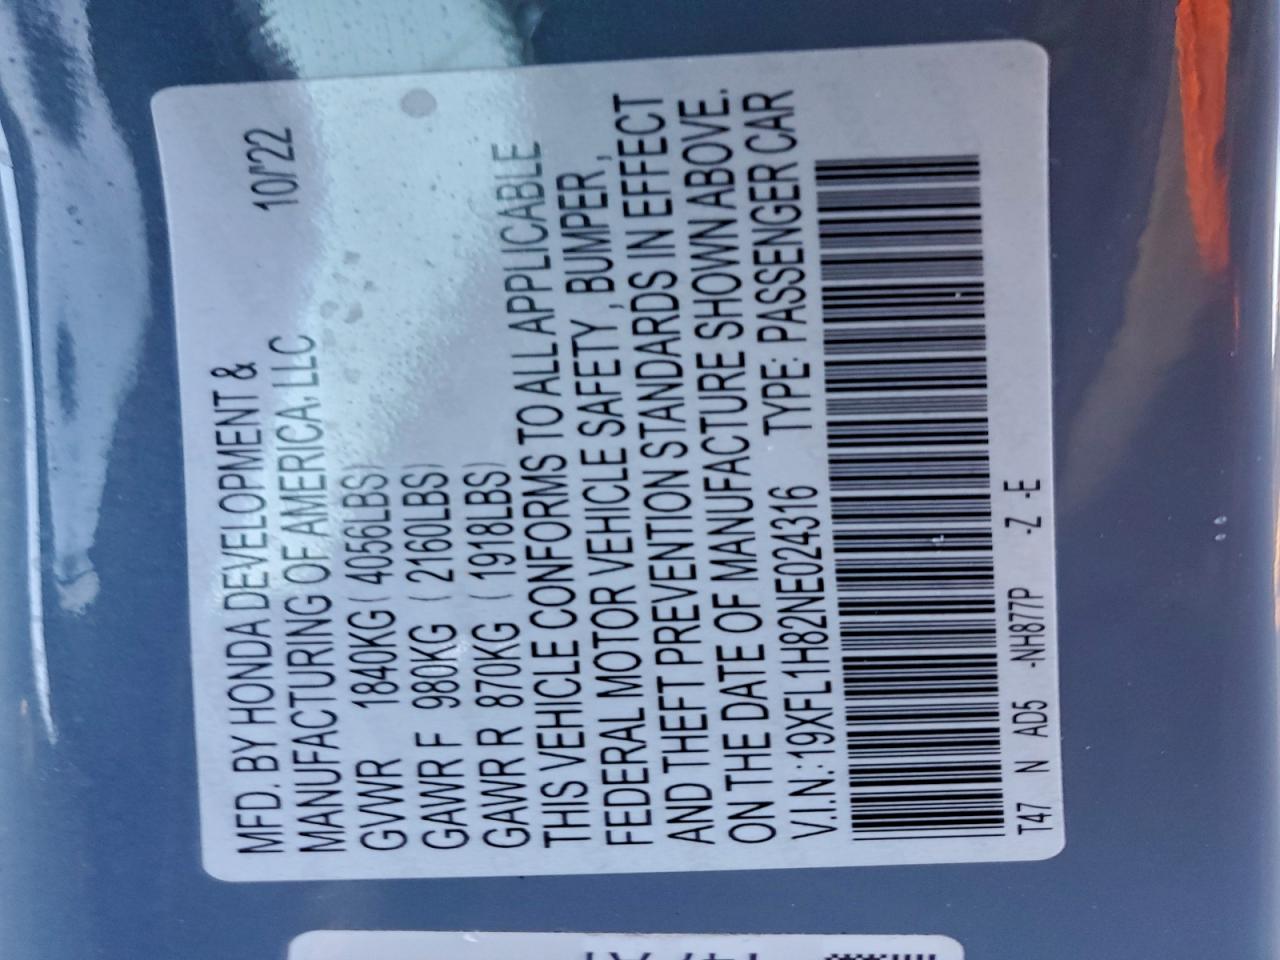 MFD. BY HONDA DEVELOPMENT &
MANUFACTURING OF AMERICA, LLC 10/'22
GVWR 1840KG ( 4056LBS)
GAWR F 980KG ( 2160LBS)
GAWR R 870KG ( 1918LBS)
THIS VEHICLE CONFORMS TO ALL APPLICABLE
FEDERAL MOTOR VEHICLE SAFETY , BUMPER ,
AND THEFT PREVENTION STANDARDS IN EFFECT
ON THE DATE OF MANUFACTURE SHOWN ABOVE.
V.I.N.:19XFL1H82NE024316 TYPE: PASSENGER CAR
T47 N AD5 -NH877P -Z -E